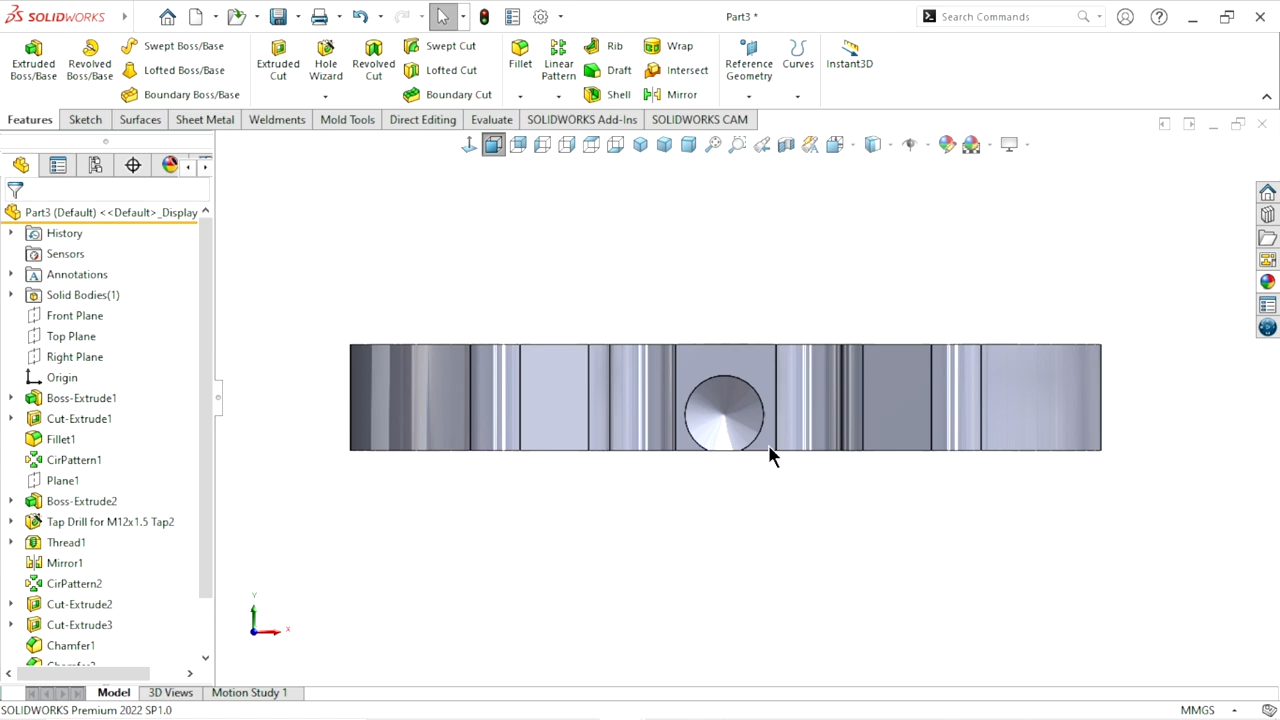 SOLIDWORKS
Part3 *
Search Commands
Extruded Boss/Base
Revolved Boss/Base
Swept Boss/Base
Lofted Boss/Base
Boundary Boss/Base
Extruded Cut
Hole Wizard
Revolved Cut
Swept Cut
Lofted Cut
Boundary Cut
Fillet
Linear Pattern
Rib
Draft
Shell
Wrap
Intersect
Mirror
Reference Geometry
Curves
Instant3D
Features
Sketch
Surfaces
Sheet Metal
Weldments
Mold Tools
Direct Editing
Evaluate
SOLIDWORKS Add-Ins
SOLIDWORKS CAM
Part3 (Default) <<Default>_Display
History
Sensors
Annotations
Solid Bodies(1)
Front Plane
Top Plane
Right Plane
Origin
Boss-Extrude1
Cut-Extrude1
Fillet1
CirPattern1
Plane1
Boss-Extrude2
Tap Drill for M12x1.5 Tap2
Thread1
Mirror1
CirPattern2
Cut-Extrude2
Cut-Extrude3
Chamfer1
Y
X
Model
3D Views
Motion Study 1
SOLIDWORKS Premium 2022 SP1.0
MMGS